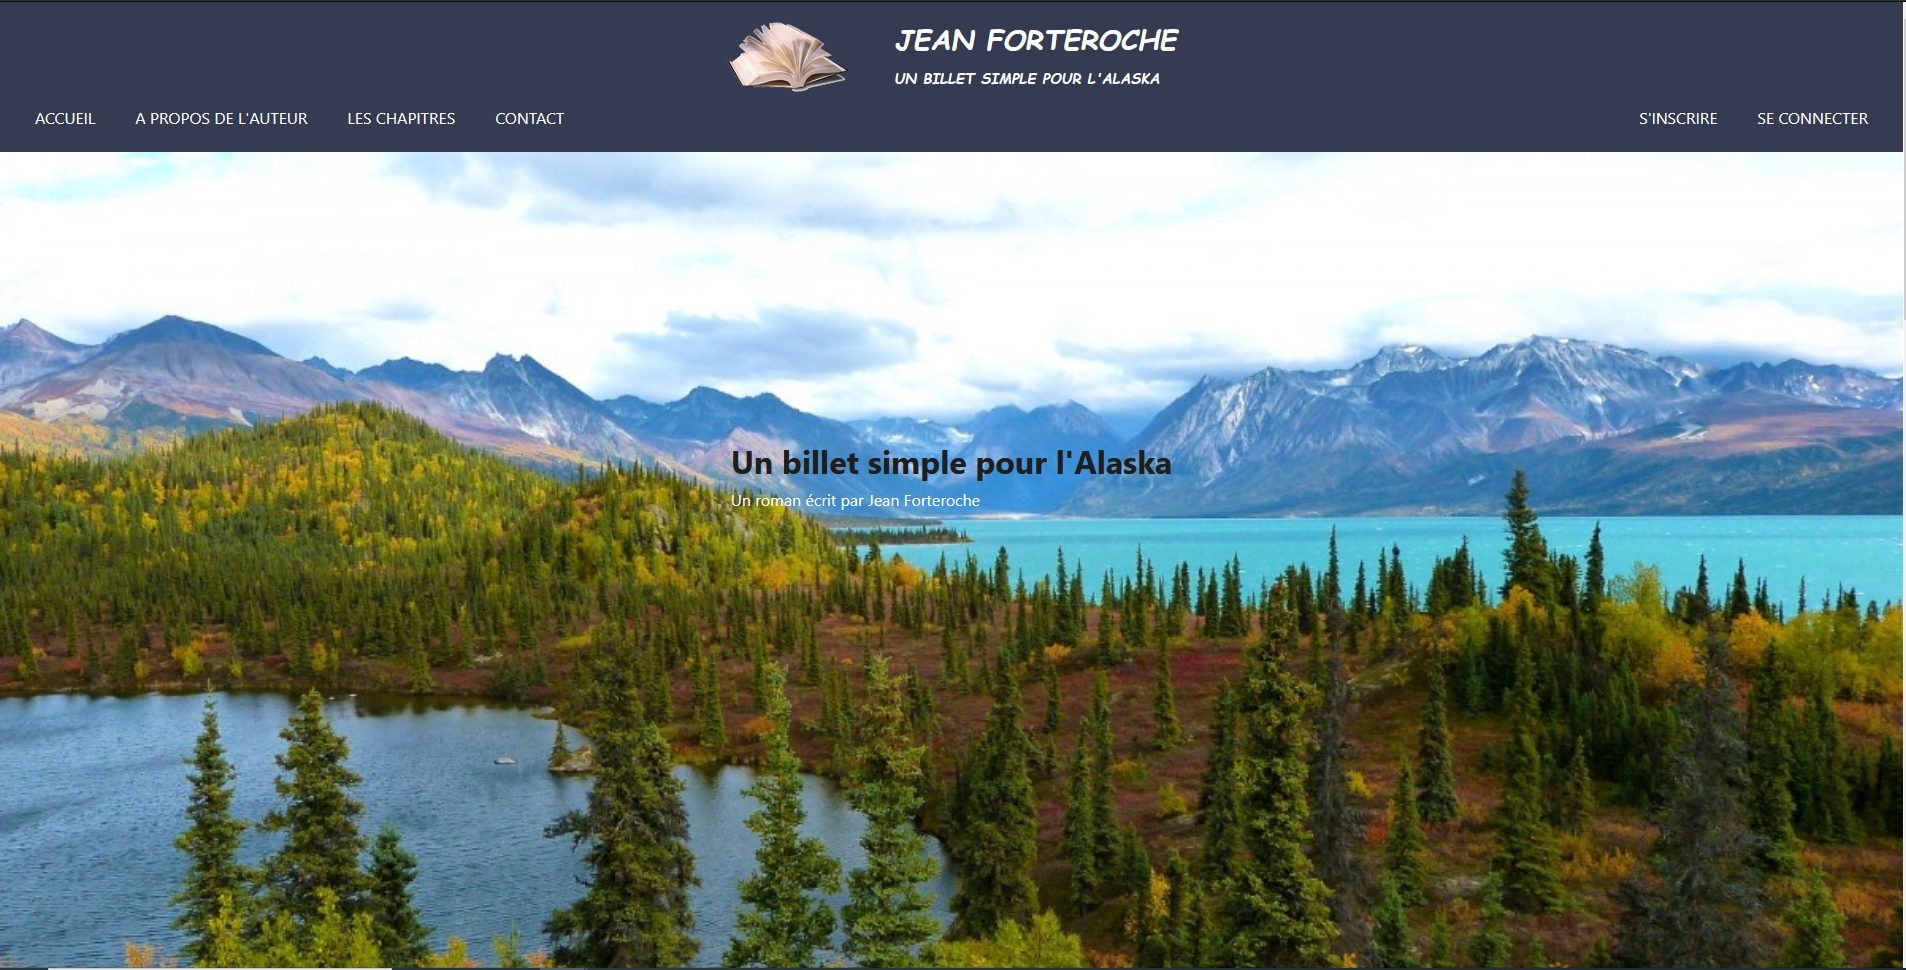 JEAN FORTEROCHE
UN BILLET SIMPLE POUR L'ALASKA
ACCUEIL A PROPOS DE L'AUTEUR LES CHAPITRES CONTACT S'INSCRIRE SE CONNECTER
Un billet simple pour l'Alaska
Un roman écrit par Jean Forteroche